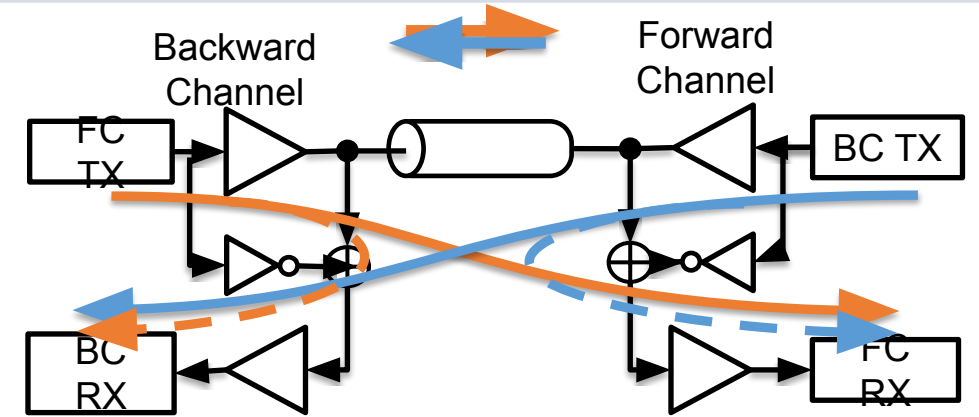 Backward
Channel
Forward
Channel
FC
TX
BC TX
BC
RX
FC
RX